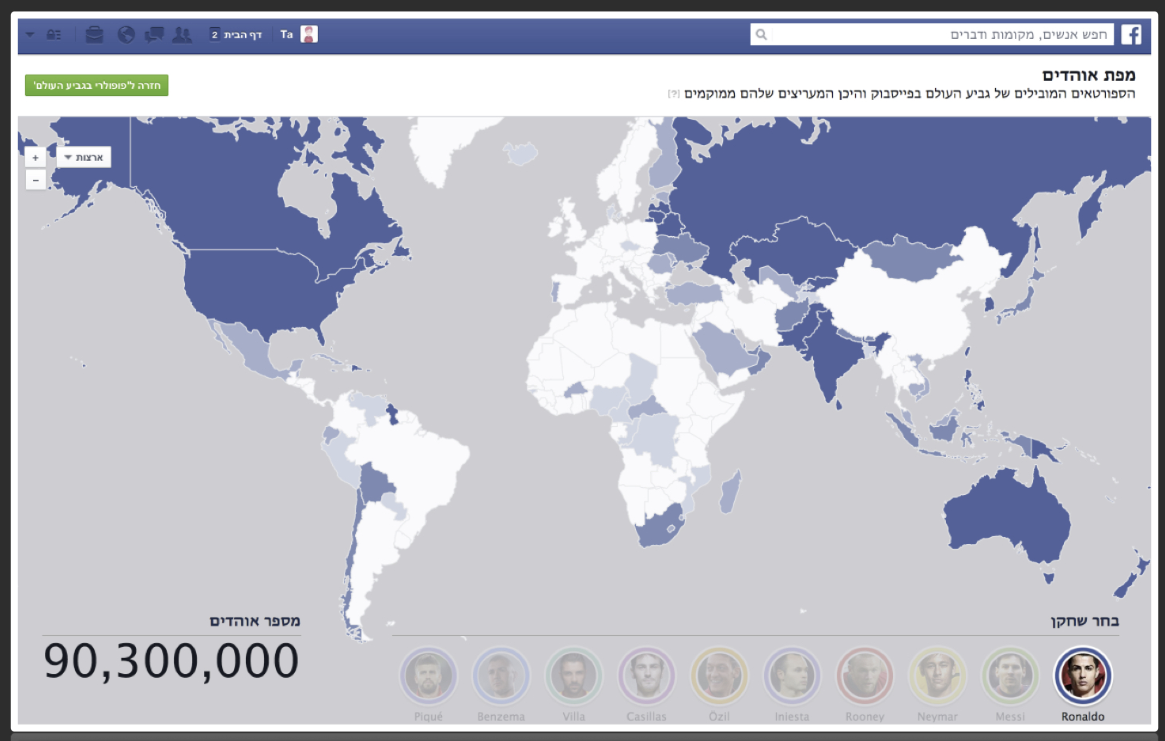 חפש אנשים, מקומות ודברים
Ta
דף הבית 2
מפת אוהדים
הספורטאים המובילים של גביע העולם בפייסבוק והיכן המעריצים שלהם ממוקמים [?]
חזרה ל"פופולרי בגביע העולם'
+
ארצות
−
בחר שחקן
מספר אוהדים
90,300,000
Piqué Benzema Villa Casillas Özil Iniesta Rooney Neymar Messi Ronaldo